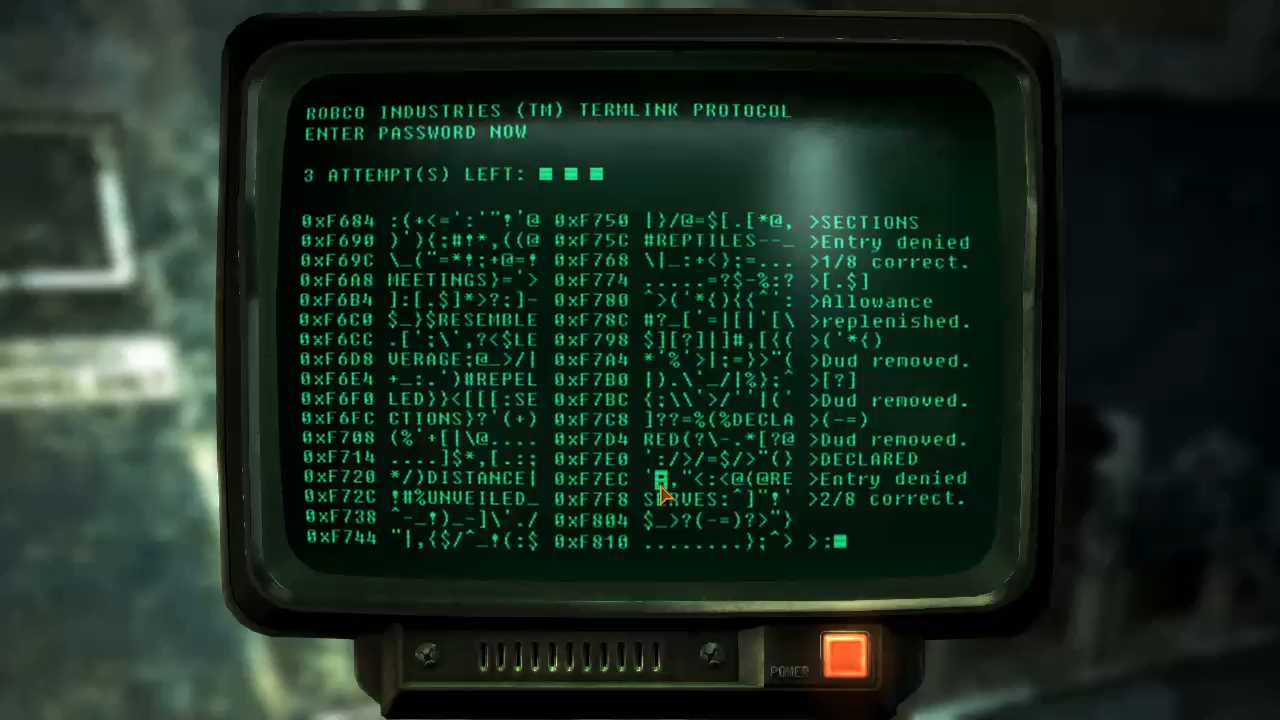 ROBCO INDUSTRIES (TM) TERMLINK PROTOCOL
ENTER PASSWORD NOW
3 ATTEMPT(S) LEFT: ■ ■ ■
0xF684 :(+<=':'"!'@ 0xF750 |}/@=$[.[*@, >SECTIONS
0xF690 )'){;#!*,((@ 0xF75C #REPTILES--_ >Entry denied
0xF69C \_("=*!;+@=! 0xF768 \|_:+<};=... >1/8 correct.
0xF6A8 MEETINGS}='> 0xF774 .....=?$-%:? >[.$]
0xF6B4 ]:[.$]*>?;]- 0xF780 ^>('*{){{^': >Allowance
0xF6C0 $_}$RESEMBLE 0xF78C #?_['=|[|'[\ >replenished.
0xF6CC .[':\',?<$LE 0xF798 $][?]|]#,[{( >('*{)
0xF6D8 VERAGE;@_>/| 0xF7A4 *'%'>|;=}>"( >Dud removed.
0xF6E4 +_:.')#REPEL 0xF7B0 |).\'_/|%};^ >[?]
0xF6F0 LED}}<[[[:SE 0xF7BC {;\\'>/'"|(' >Dud removed.
0xF6FC CTIONS}?'(+) 0xF7C8 ]??=%(%DECLA >(-=)
0xF708 (%'+[|\@.... 0xF7D4 RED(?\-.*[?@ >Dud removed.
0xF714 ....]$*,[.:: 0xF7E0 ':/>/=$/>"(} >DECLARED
0xF720 */)DISTANCE| 0xF7EC '=,"<:<@(@RE >Entry denied
0xF72C !#%UNVEILED_ 0xF7F8 SERVES:^]"!' >2/8 correct.
0xF738 ^-_!)_-]\'./ 0xF804 $_>?(-=)?>"}
0xF744 "|,{$/^_!(:$ 0xF810 ........};^> >:■
POWER